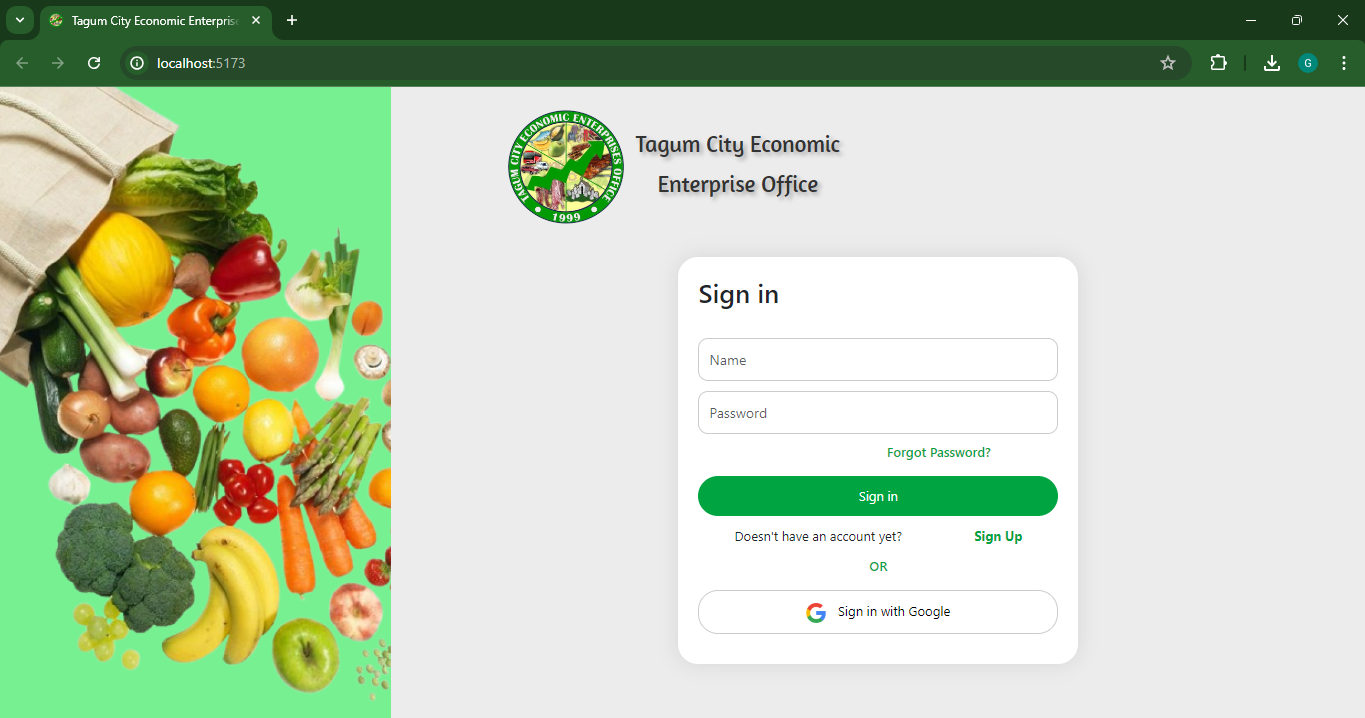 Tagum City Economic Enterpris
localhost:5173
G
TAGUM CITY ECONOMIC ENTERPRISES OFFICE
1999
Tagum City Economic
Enterprise Office
Sign in
Name
Password
Forgot Password?
Sign in
Doesn't have an account yet? Sign Up
OR
Sign in with Google